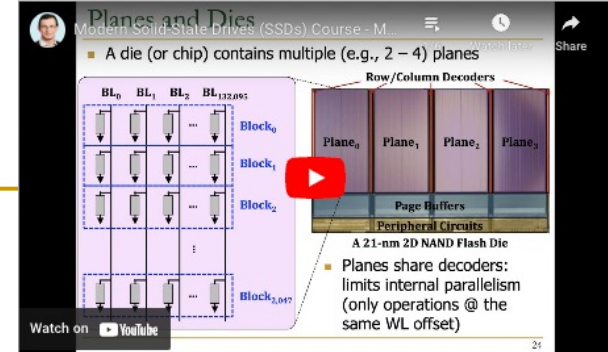 Planes and Dies
Modern Solid-State Drives (SSDs) Course - M...
Watch later
Share
A die (or chip) contains multiple (e.g., 2 – 4) planes
Row/Column Decoders
BL0 BL1 BL2 BL132,095
Block0
Block1
Block2
Block2,047
Plane0 Plane1 Plane2 Plane3
Page Buffers
Peripheral Circuits
A 21-nm 2D NAND Flash Die
Planes share decoders:
limits internal parallelism
(only operations @ the
same WL offset)
Watch on YouTube
24